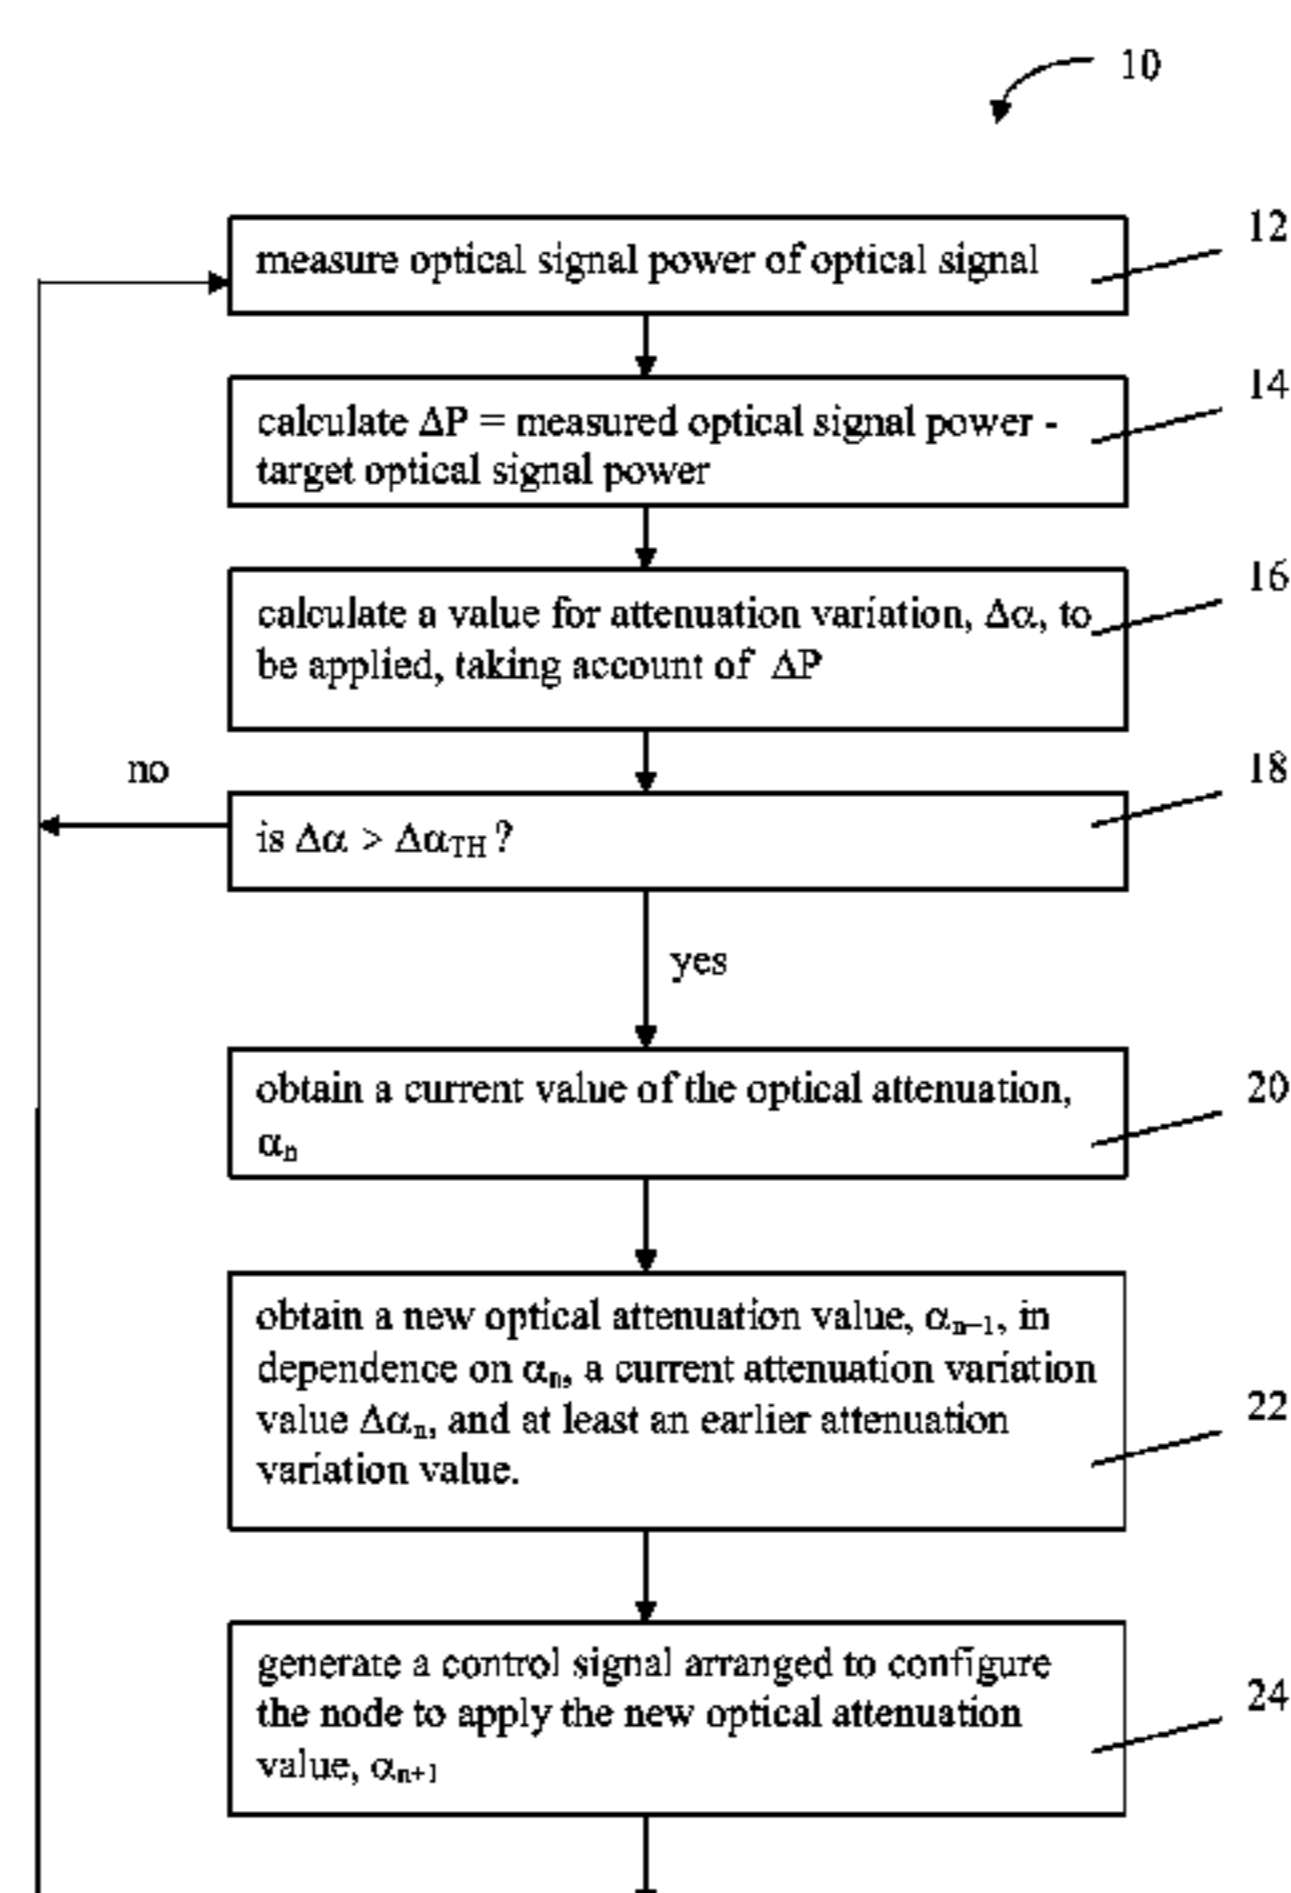 10
12
measure optical signal power of optical signal
14
calculate ΔP = measured optical signal power -
target optical signal power
16
calculate a value for attenuation variation, Δα, to
be applied, taking account of ΔP
no
18
is Δα > Δα_TH ?
yes
20
obtain a current value of the optical attenuation,
αₙ
obtain a new optical attenuation value, αₙ₋₁, in
dependence on αₙ, a current attenuation variation
value Δαₙ, and at least an earlier attenuation
variation value.
22
generate a control signal arranged to configure
the node to apply the new optical attenuation
value, αₙ₊₁
24